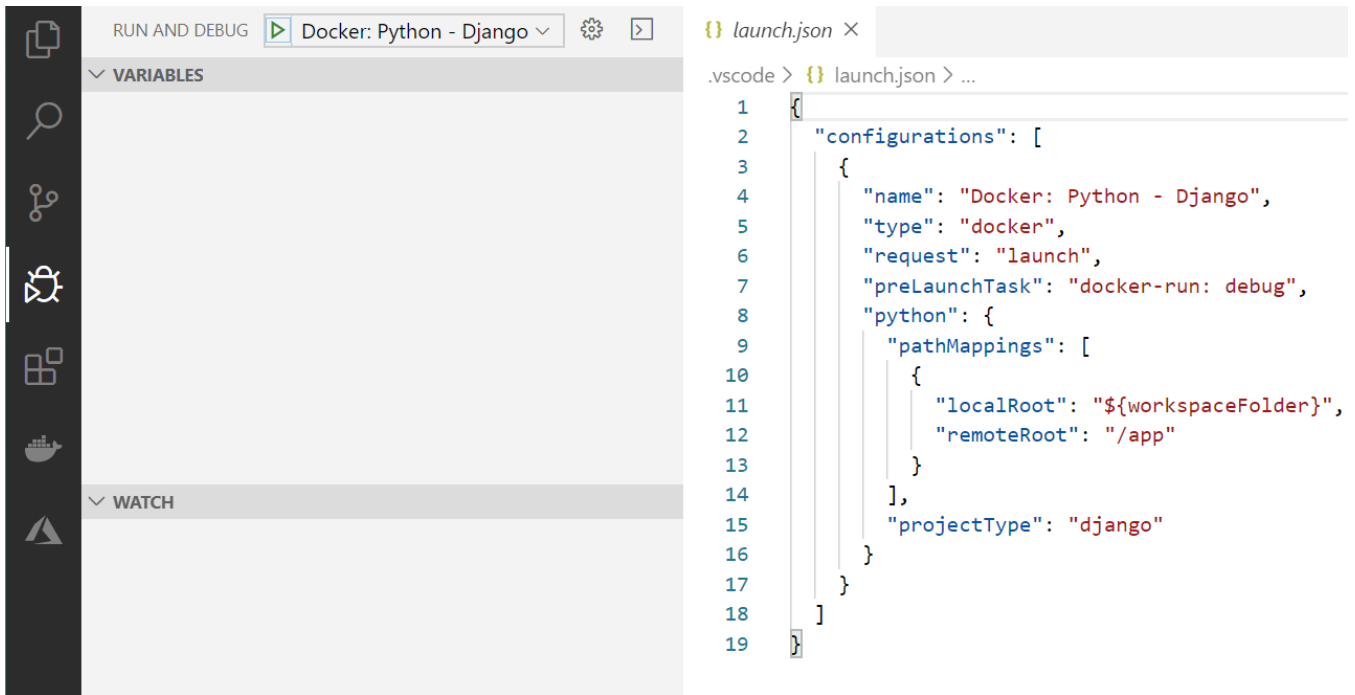 RUN AND DEBUG Docker: Python - Django
VARIABLES
WATCH
{} launch.json
.vscode > {} launch.json > ...
1 {
2 "configurations": [
3 {
4 "name": "Docker: Python - Django",
5 "type": "docker",
6 "request": "launch",
7 "preLaunchTask": "docker-run: debug",
8 "python": {
9 "pathMappings": [
10 {
11 "localRoot": "${workspaceFolder}",
12 "remoteRoot": "/app"
13 }
14 ],
15 "projectType": "django"
16 }
17 }
18 ]
19 }